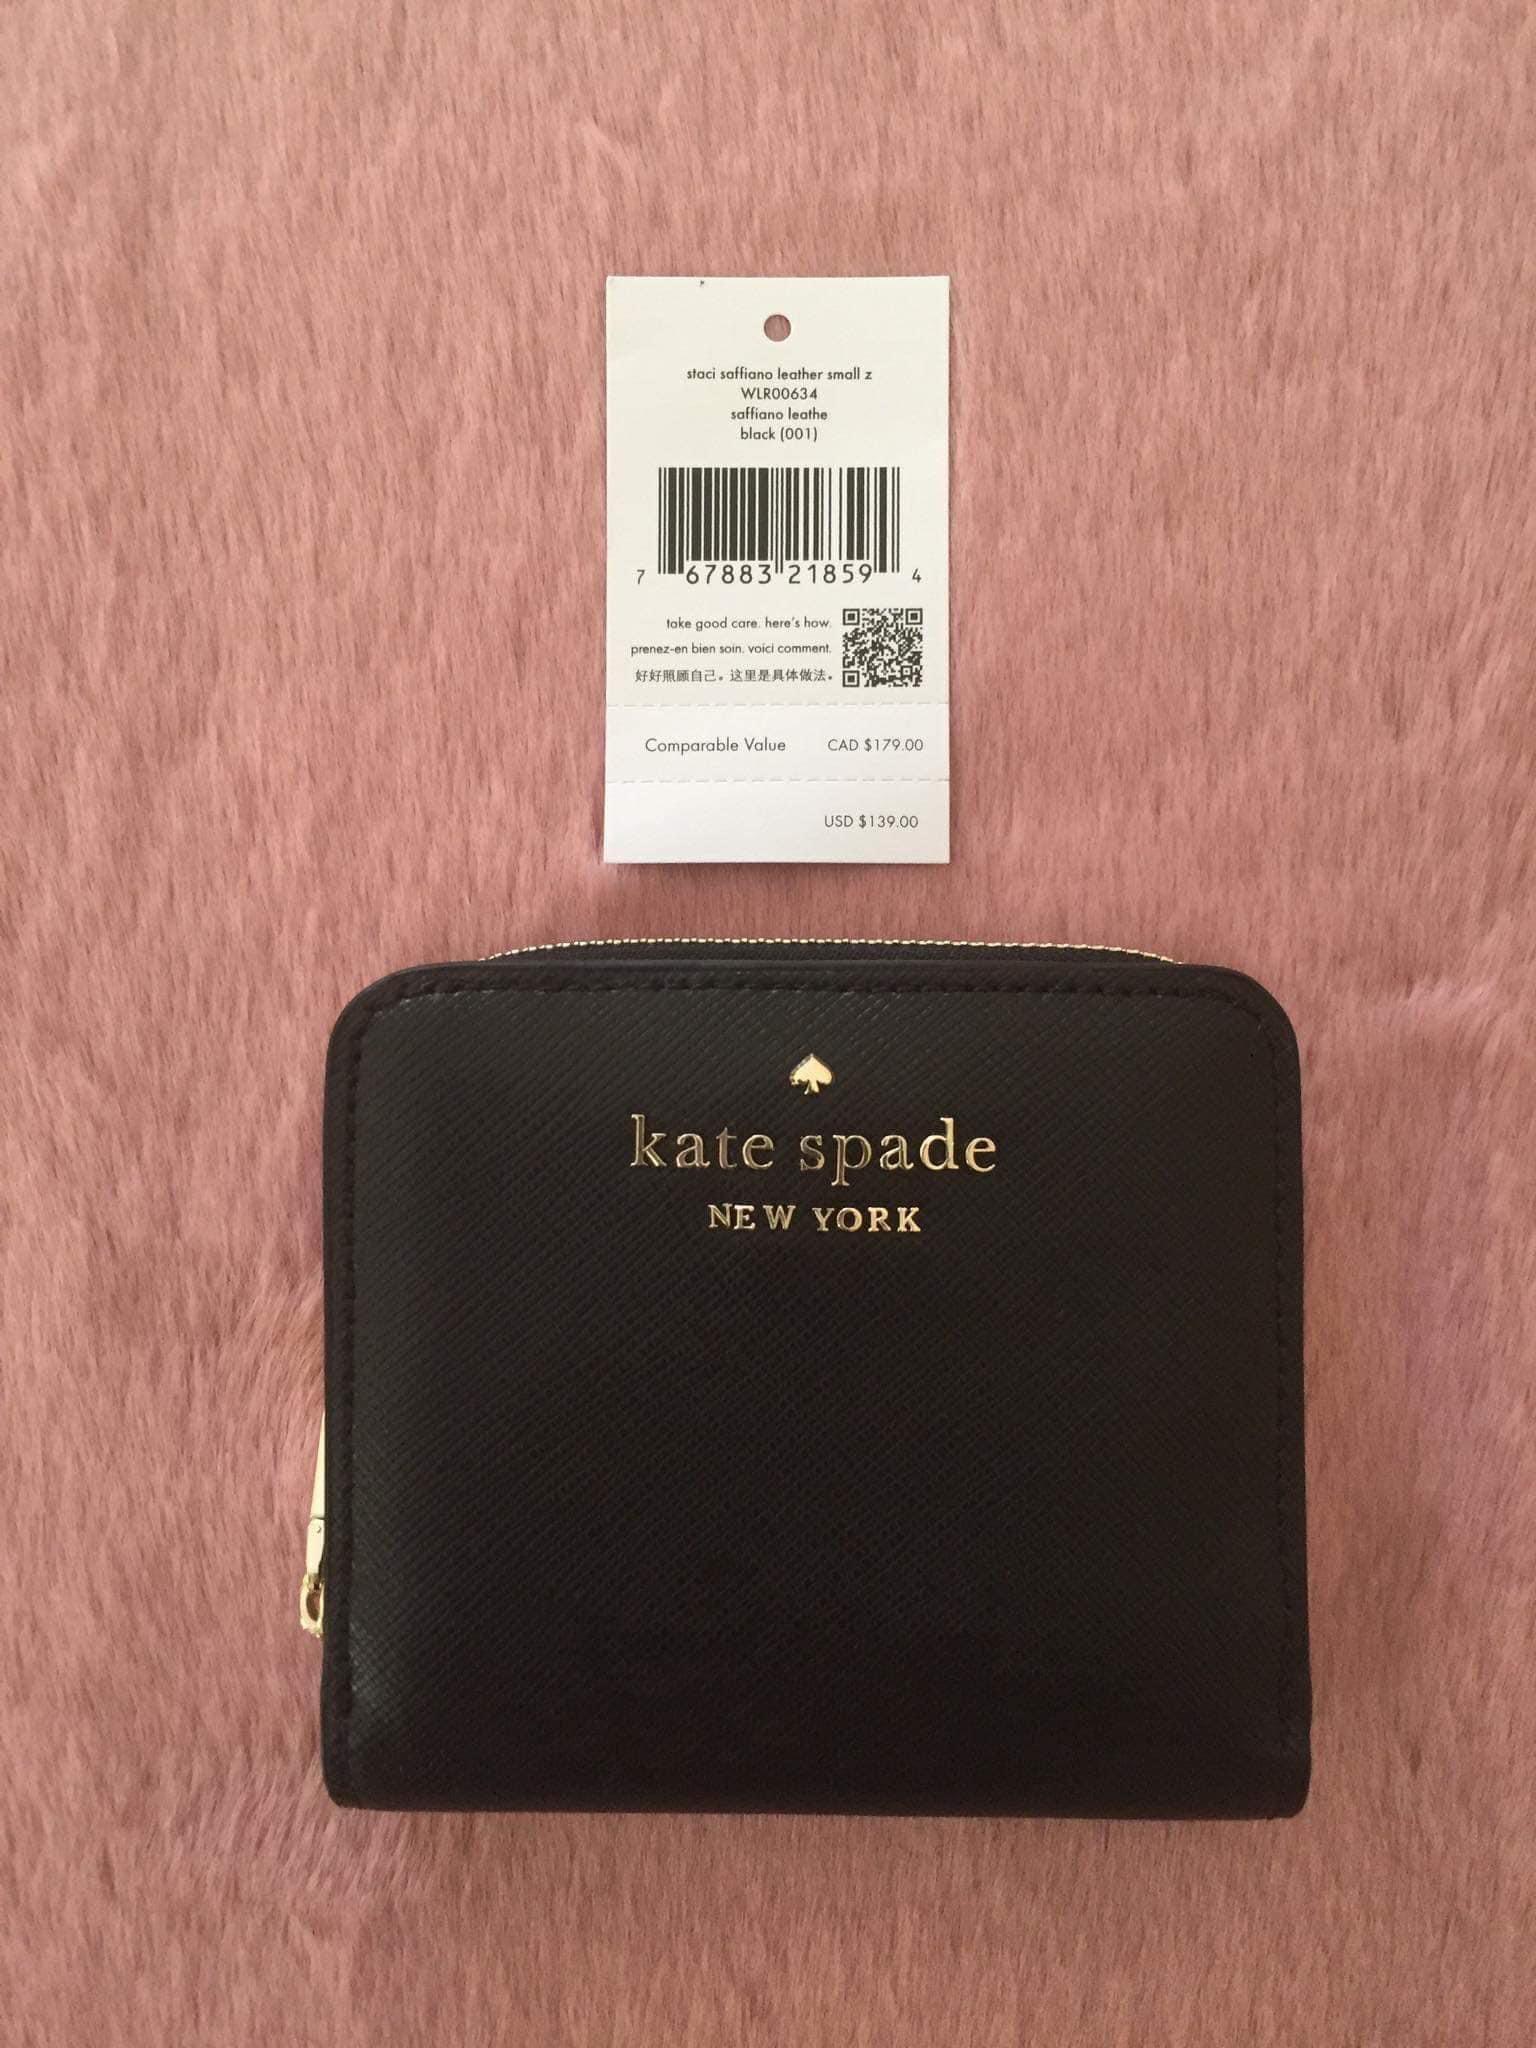 staci saffiano leather small z
WLR00634
saffiano leathe
black (001)
7 67883 21859 4
take good care. here's how.
prenez-en bien soin. voici comment.
好好照顾自己。这里是具体做法。
Comparable Value CAD $179.00
USD $139.00
kate spade
NEW YORK